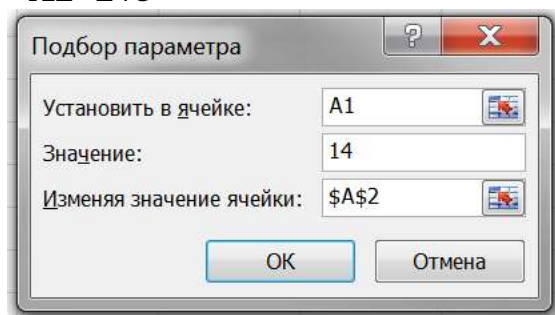 Подбор параметра
Установить в ячейке: A1
Значение: 14
Изменяя значение ячейки: $A$2
ОК Отмена